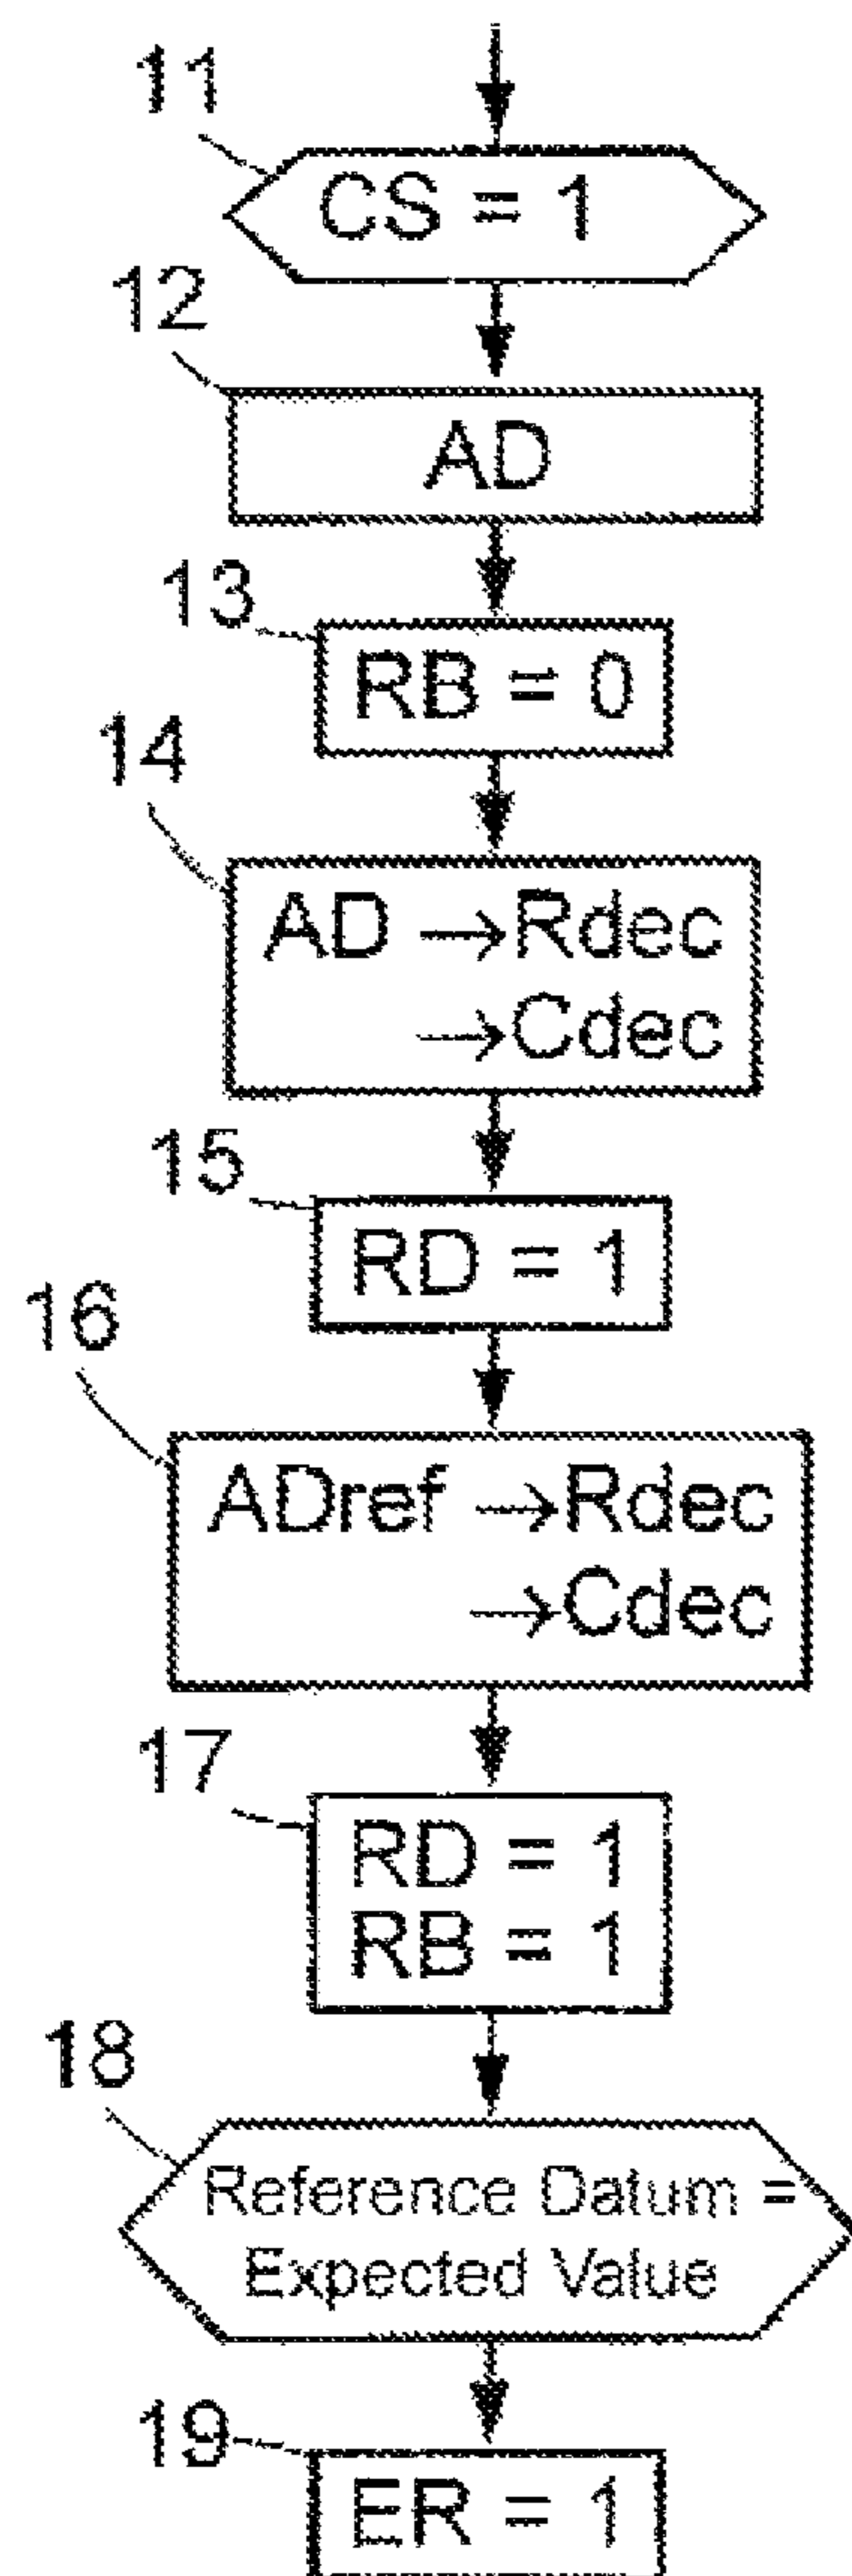 11
CS = 1
12
AD
13
RB = 0
14
AD →Rdec
→Cdec
15
RD = 1
16
ADref →Rdec
→Cdec
17
RD = 1
RB = 1
18
Reference Datum =
Expected Value
19
ER = 1